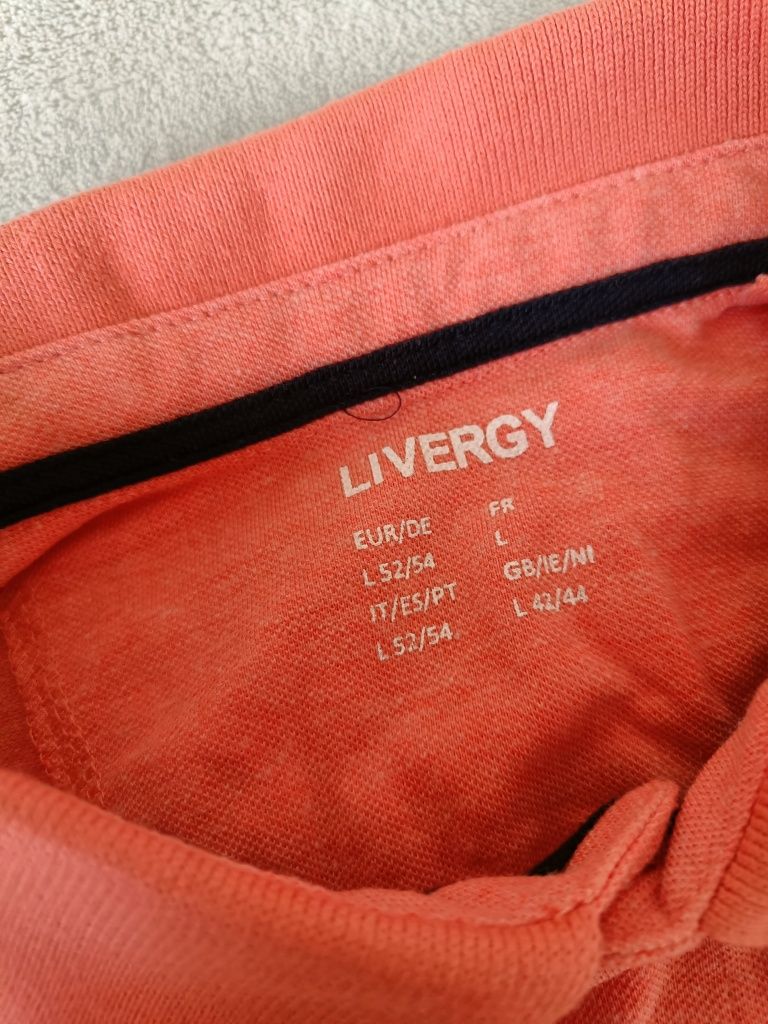 LIVERGY
EUR/DE
L 52/54
IT/ES/PT
L 52/54
FR
L
GB/IE/NI
L 42/44